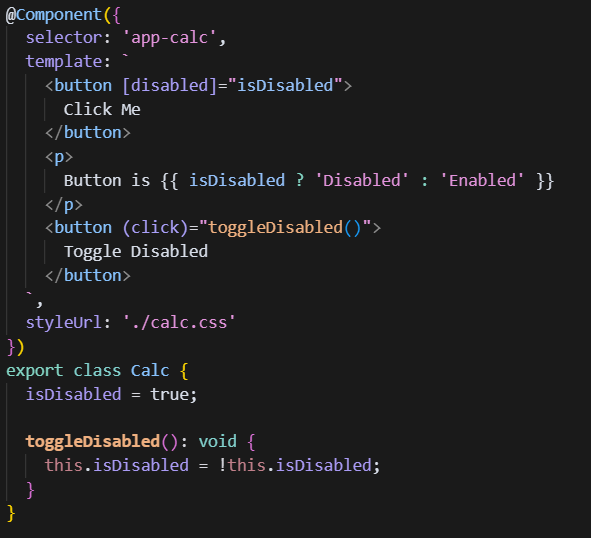 @Component({
  selector: 'app-calc',
  template: `
    <button [disabled]="isDisabled">
      Click Me
    </button>
    <p>
      Button is {{ isDisabled ? 'Disabled' : 'Enabled' }}
    </p>
    <button (click)="toggleDisabled()">
      Toggle Disabled
    </button>
  `,
  styleUrl: './calc.css'
})
export class Calc {
  isDisabled = true;

  toggleDisabled(): void {
    this.isDisabled = !this.isDisabled;
  }
}